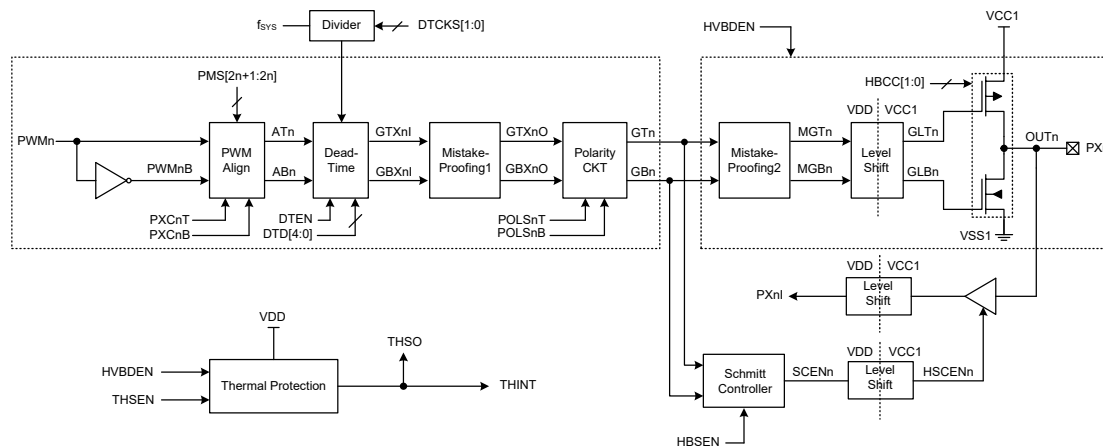 fSYS
Divider
DTCKS[1:0]
HVBDEN
VCC1
PMS[2n+1:2n]
HBCC[1:0]
VDD VCC1
PWMn
ATn
GTXnI
GTXnO
GTn
MGTn
GLTn
OUTn
PX
PWM
Align
Dead-
Time
Mistake-
Proofing1
Polarity
CKT
Mistake-
Proofing2
Level
Shift
PWMnB
ABn
GBXnI
GBXnO
GBn
MGBn
GLBn
PXCnT
PXCnB
DTEN
DTD[4:0]
POLSnT
POLSnB
VSS1
VDD VCC1
PXnI
Level
Shift
VDD
THSO
HVBDEN
THSEN
Thermal Protection
THINT
Schmitt
Controller
SCENn
VDD VCC1
Level
Shift
HSCENn
HBSEN